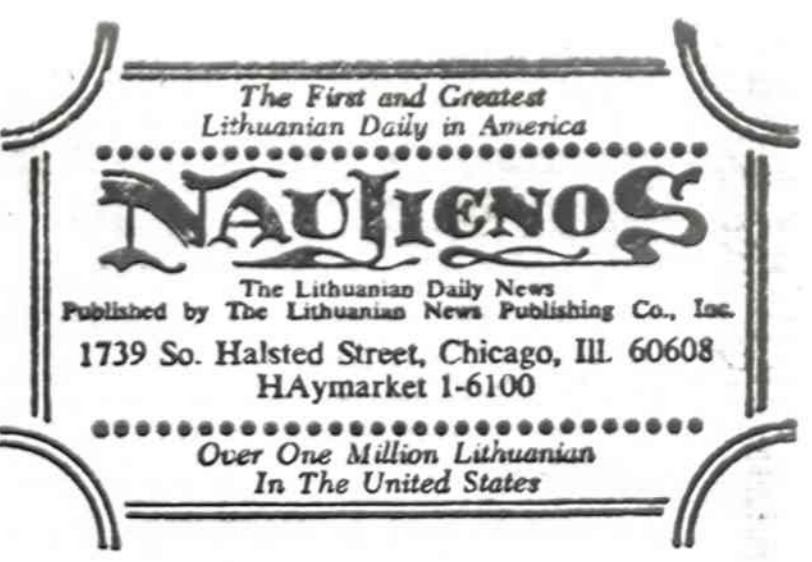 The First and Greatest
Lithuanian Daily in America
NAUJIENOS
The Lithuanian Daily News
Published by The Lithuanian News Publishing Co., Inc.
1739 So. Halsted Street, Chicago, Ill. 60608
HAymarket 1-6100
Over One Million Lithuanian
In The United States